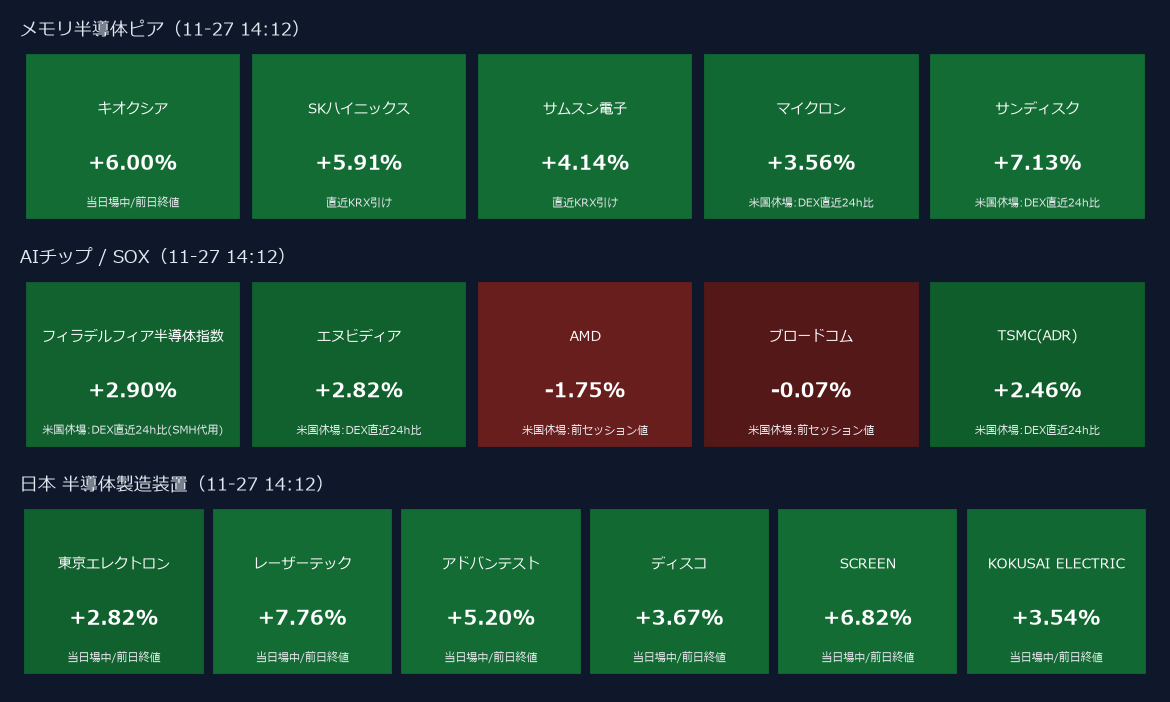 メモリ半導体ピア（11-27 14:12）
キオクシア
+6.00%
当日場中/前日終値
SKハイニックス
+5.91%
直近KRX引け
サムスン電子
+4.14%
直近KRX引け
マイクロン
+3.56%
米国休場:DEX直近24h比
サンディスク
+7.13%
米国休場:DEX直近24h比
AIチップ / SOX（11-27 14:12）
フィラデルフィア半導体指数
+2.90%
米国休場:DEX直近24h比(SMH代用)
エヌビディア
+2.82%
米国休場:DEX直近24h比
AMD
-1.75%
米国休場:前セッション値
ブロードコム
-0.07%
米国休場:前セッション値
TSMC(ADR)
+2.46%
米国休場:DEX直近24h比
日本 半導体製造装置（11-27 14:12）
東京エレクトロン
+2.82%
当日場中/前日終値
レーザーテック
+7.76%
当日場中/前日終値
アドバンテスト
+5.20%
当日場中/前日終値
ディスコ
+3.67%
当日場中/前日終値
SCREEN
+6.82%
当日場中/前日終値
KOKUSAI ELECTRIC
+3.54%
当日場中/前日終値